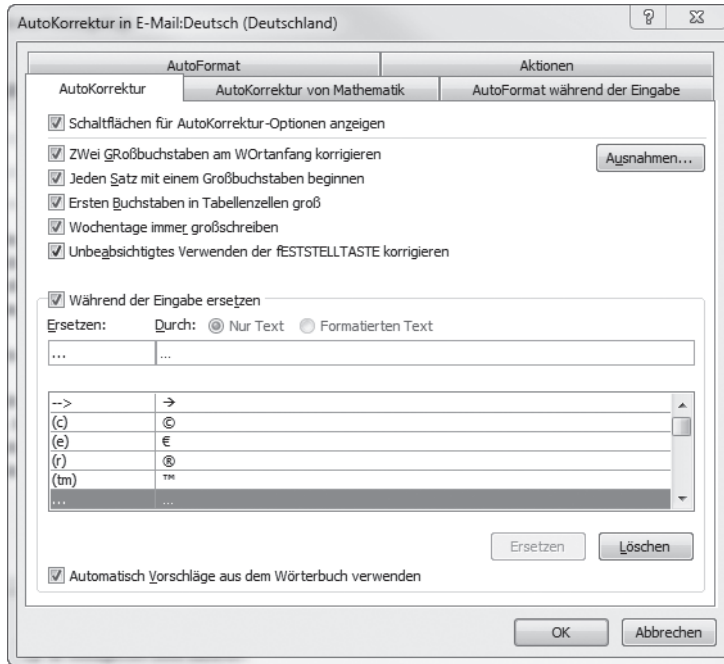 AutoKorrektur in E-Mail:Deutsch (Deutschland)
AutoFormat Aktionen
AutoKorrektur AutoKorrektur von Mathematik AutoFormat während der Eingabe
Schaltflächen für AutoKorrektur-Optionen anzeigen
ZWei GRoßbuchstaben am WOrtanfang korrigieren
Ausnahmen...
Jeden Satz mit einem Großbuchstaben beginnen
Ersten Buchstaben in Tabellenzellen groß
Wochentage immer großschreiben
Unbeabsichtigtes Verwenden der fESTSTELLTASTE korrigieren
Während der Eingabe ersetzen
Ersetzen: Durch: Nur Text Formatierten Text
... ...
--> →
(c) ©
(e) €
(r) ®
(tm) ™
... ...
Ersetzen Löschen
Automatisch Vorschläge aus dem Wörterbuch verwenden
OK Abbrechen